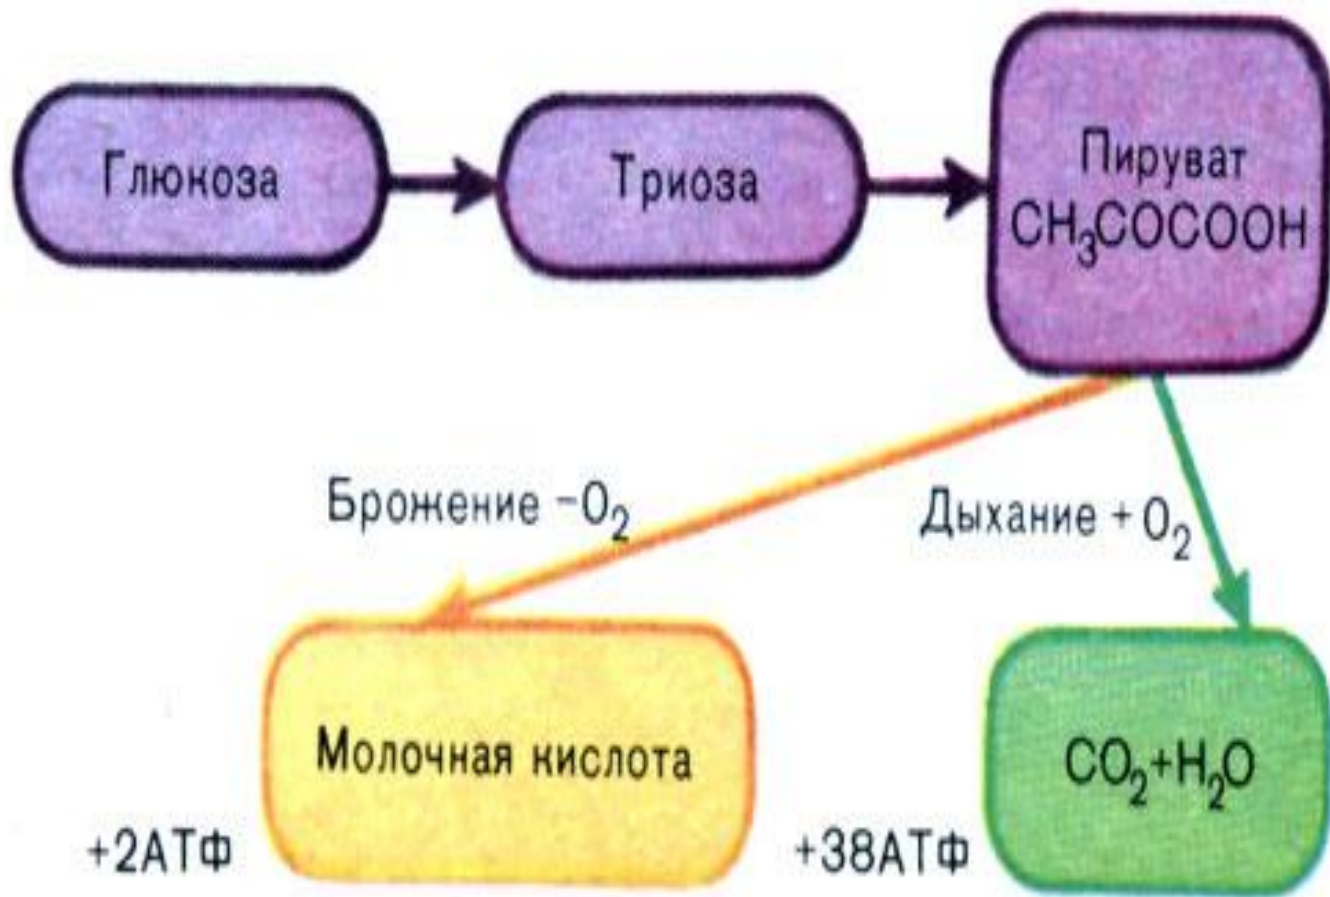 Глюкоза
Триоза
Пируват
CH₃COCOOH
Брожение −O₂
Дыхание + O₂
Молочная кислота
CO₂+H₂O
+2АТФ
+38АТФ